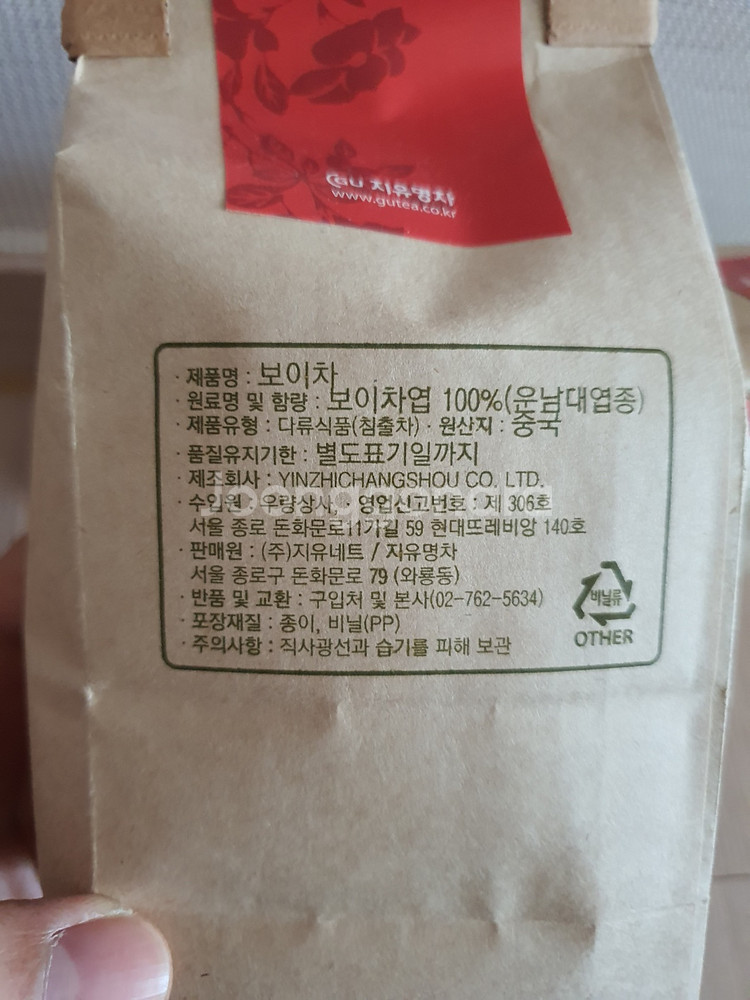 GU 지유명차
www.gutea.co.kr
· 제품명 : 보이차
· 원료명 및 함량 : 보이차엽 100%(운남대엽종)
· 제품유형 : 다류식품(침출차) · 원산지 : 중국
· 품질유지기한 : 별도표기일까지
· 제조회사 : YINZHICHANGSHOU CO. LTD.
· 수입원 : 우량상사, 영업신고번호 : 제 306호
서울 종로 돈화문로11가길 59 현대뜨레비앙 140호
· 판매원 : (주)지유네트 / 지유명차
서울 종로구 돈화문로 79 (와룡동)
· 반품 및 교환 : 구입처 및 본사(02-762-5634)
· 포장재질 : 종이, 비닐(PP)
· 주의사항 : 직사광선과 습기를 피해 보관
비닐류
OTHER